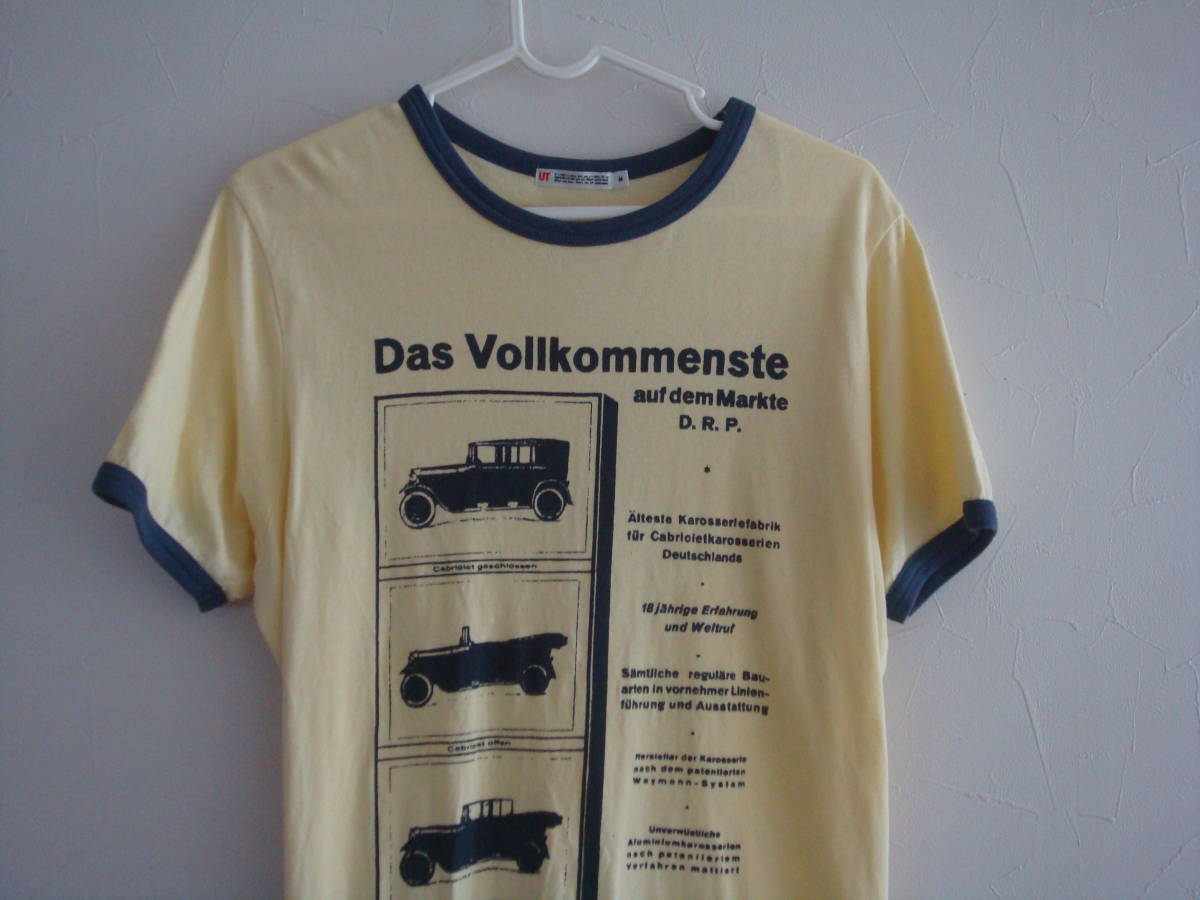 UT
M
Das Vollkommenste
auf dem Markte
D. R. P.
*
Älteste Karosseriefabrik
für Cabrioletkarosserien
Deutschlands
18 jährige Erfahrung
und Weltruf
Sämtliche reguläre Bau-
arten in vornehmer Linien-
führung und Ausstattung
Hersteller der Karosserie
nach dem patentierten
Weymann-System
Unverwüstliche
Aluminiumkarosserien
nach patentiertem
Verfahren mattiert
Cabriolet geschlossen
Cabriolet offen